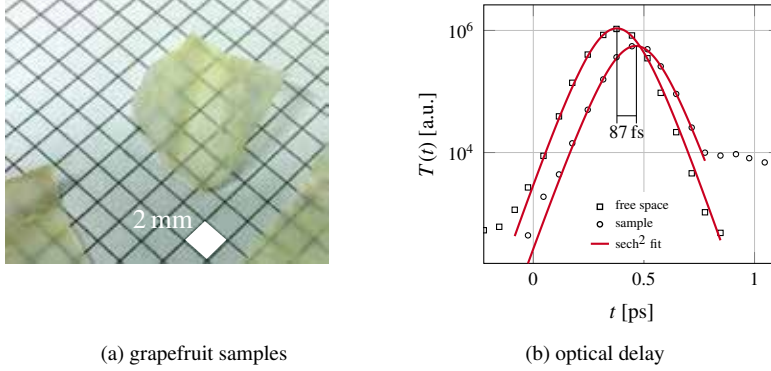 2 mm
(a) grapefruit samples
10^6
10^4
T(t) [a.u.]
87 fs
free space
sample
sech^2 fit
0
0.5
1
t [ps]
(b) optical delay